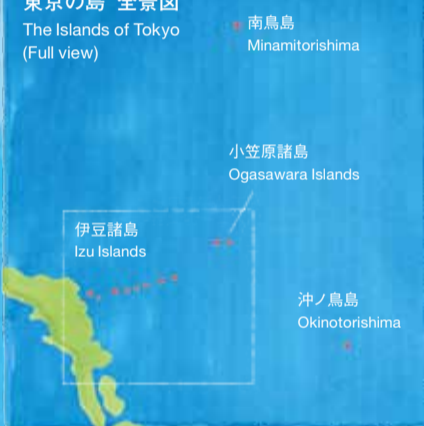 東京の島 全景図
The Islands of Tokyo
(Full view)
南鳥島
Minamitorishima
小笠原諸島
Ogasawara Islands
伊豆諸島
Izu Islands
沖ノ鳥島
Okinotorishima